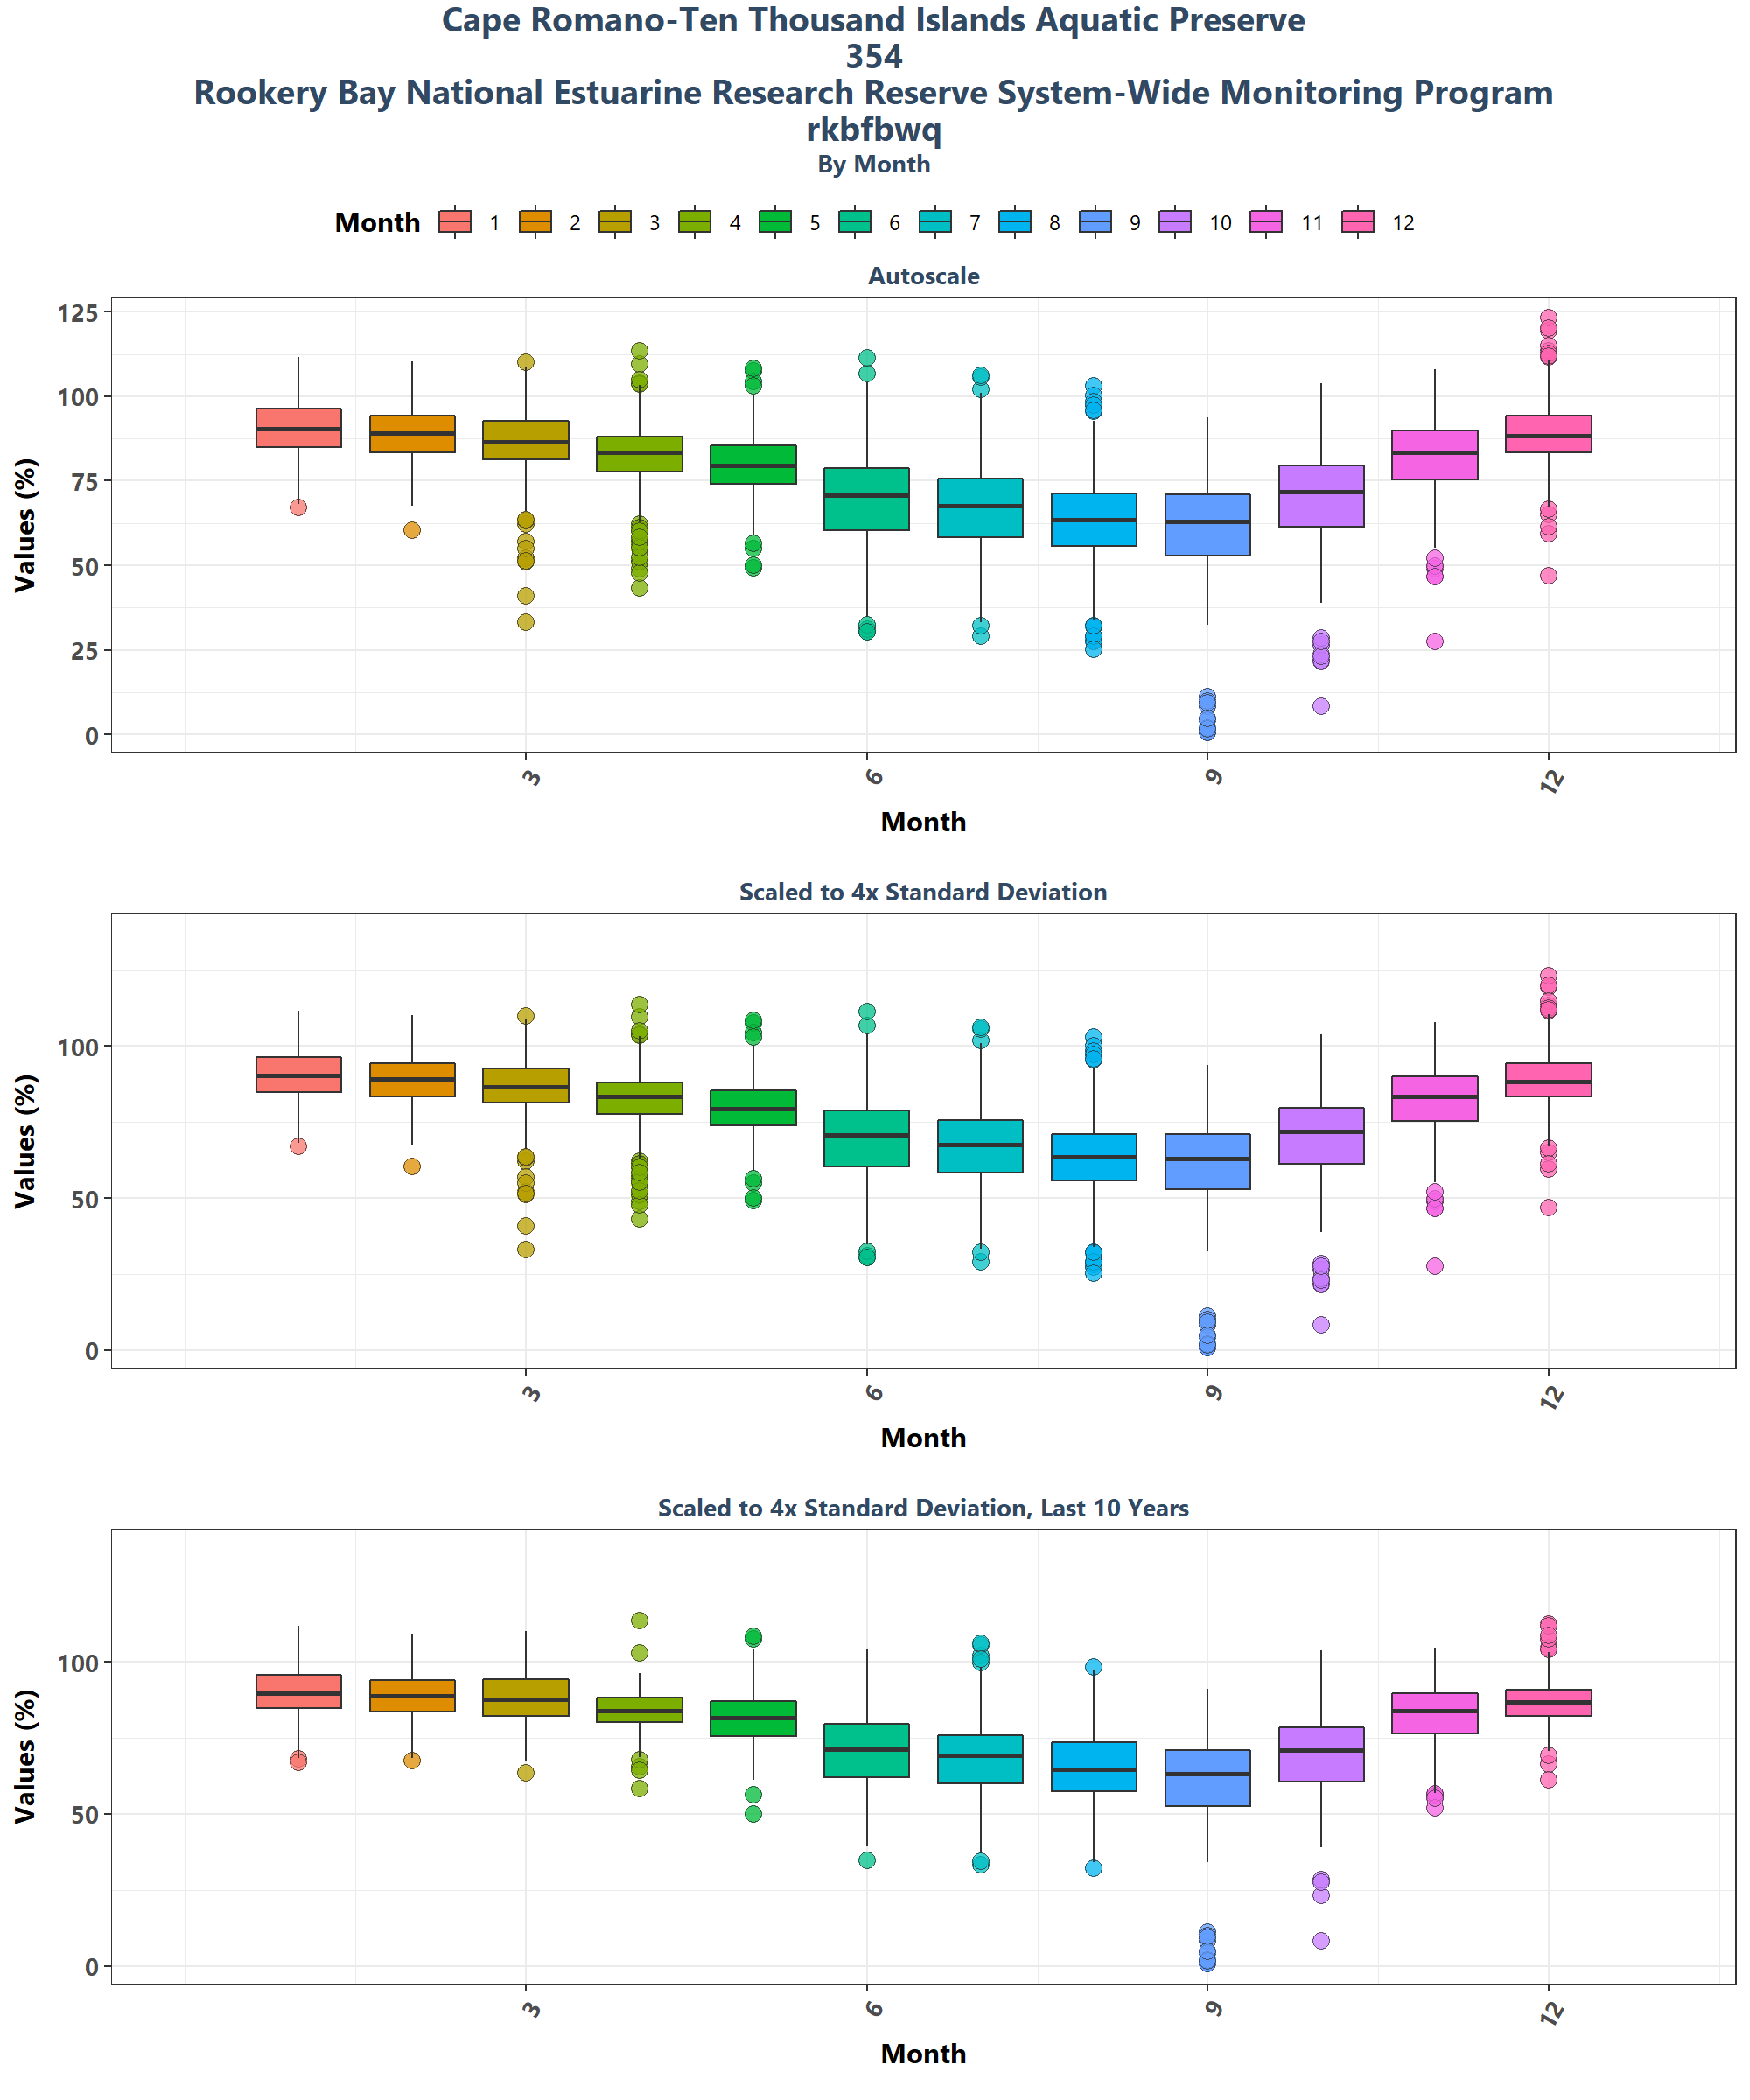 Cape Romano-Ten Thousand Islands Aquatic Preserve
354
Rookery Bay National Estuarine Research Reserve System-Wide Monitoring Program
rkbfbwq
By Month
Month 1 2 3 4 5 6 7 8 9 10 11 12
Autoscale
Values (%)
125
100
75
50
25
0
3 6 9 12
Month
Scaled to 4x Standard Deviation
Values (%)
100
50
0
3 6 9 12
Month
Scaled to 4x Standard Deviation, Last 10 Years
Values (%)
100
50
0
3 6 9 12
Month